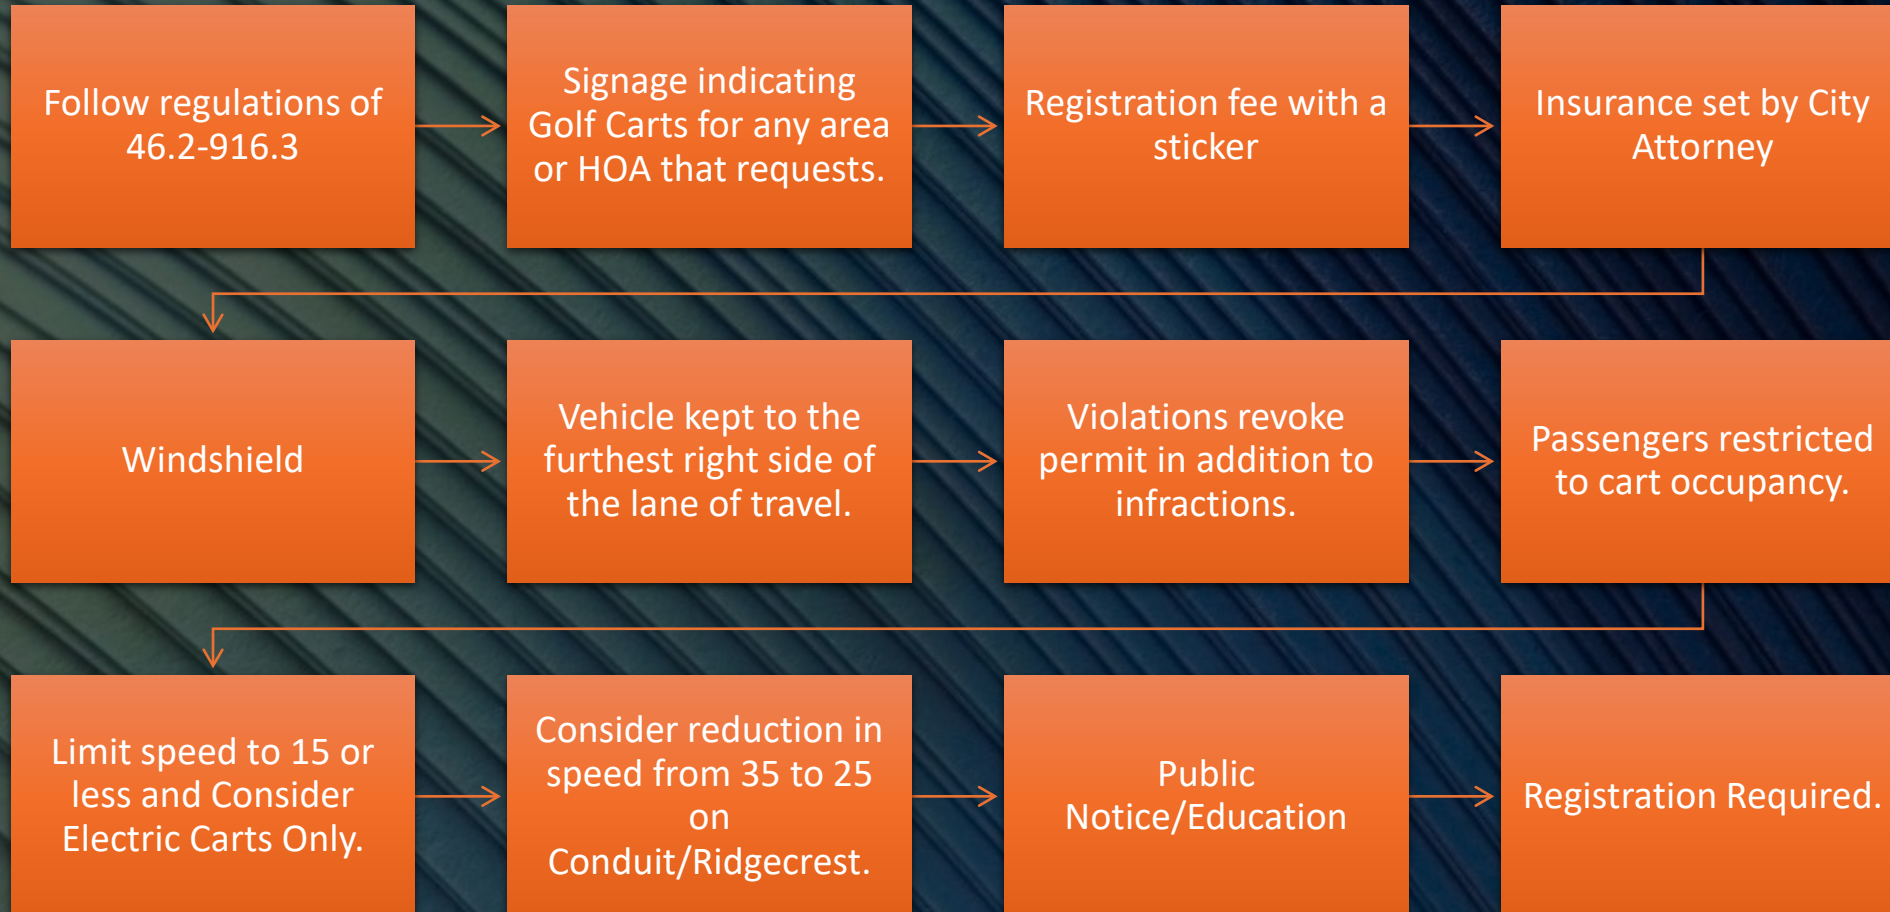 Follow regulations of
46.2-916.3
Signage indicating
Golf Carts for any area
or HOA that requests.
Registration fee with a
sticker
Insurance set by City
Attorney
Windshield
Vehicle kept to the
furthest right side of
the lane of travel.
Violations revoke
permit in addition to
infractions.
Passengers restricted
to cart occupancy.
Limit speed to 15 or
less and Consider
Electric Carts Only.
Consider reduction in
speed from 35 to 25
on
Conduit/Ridgecrest.
Public
Notice/Education
Registration Required.